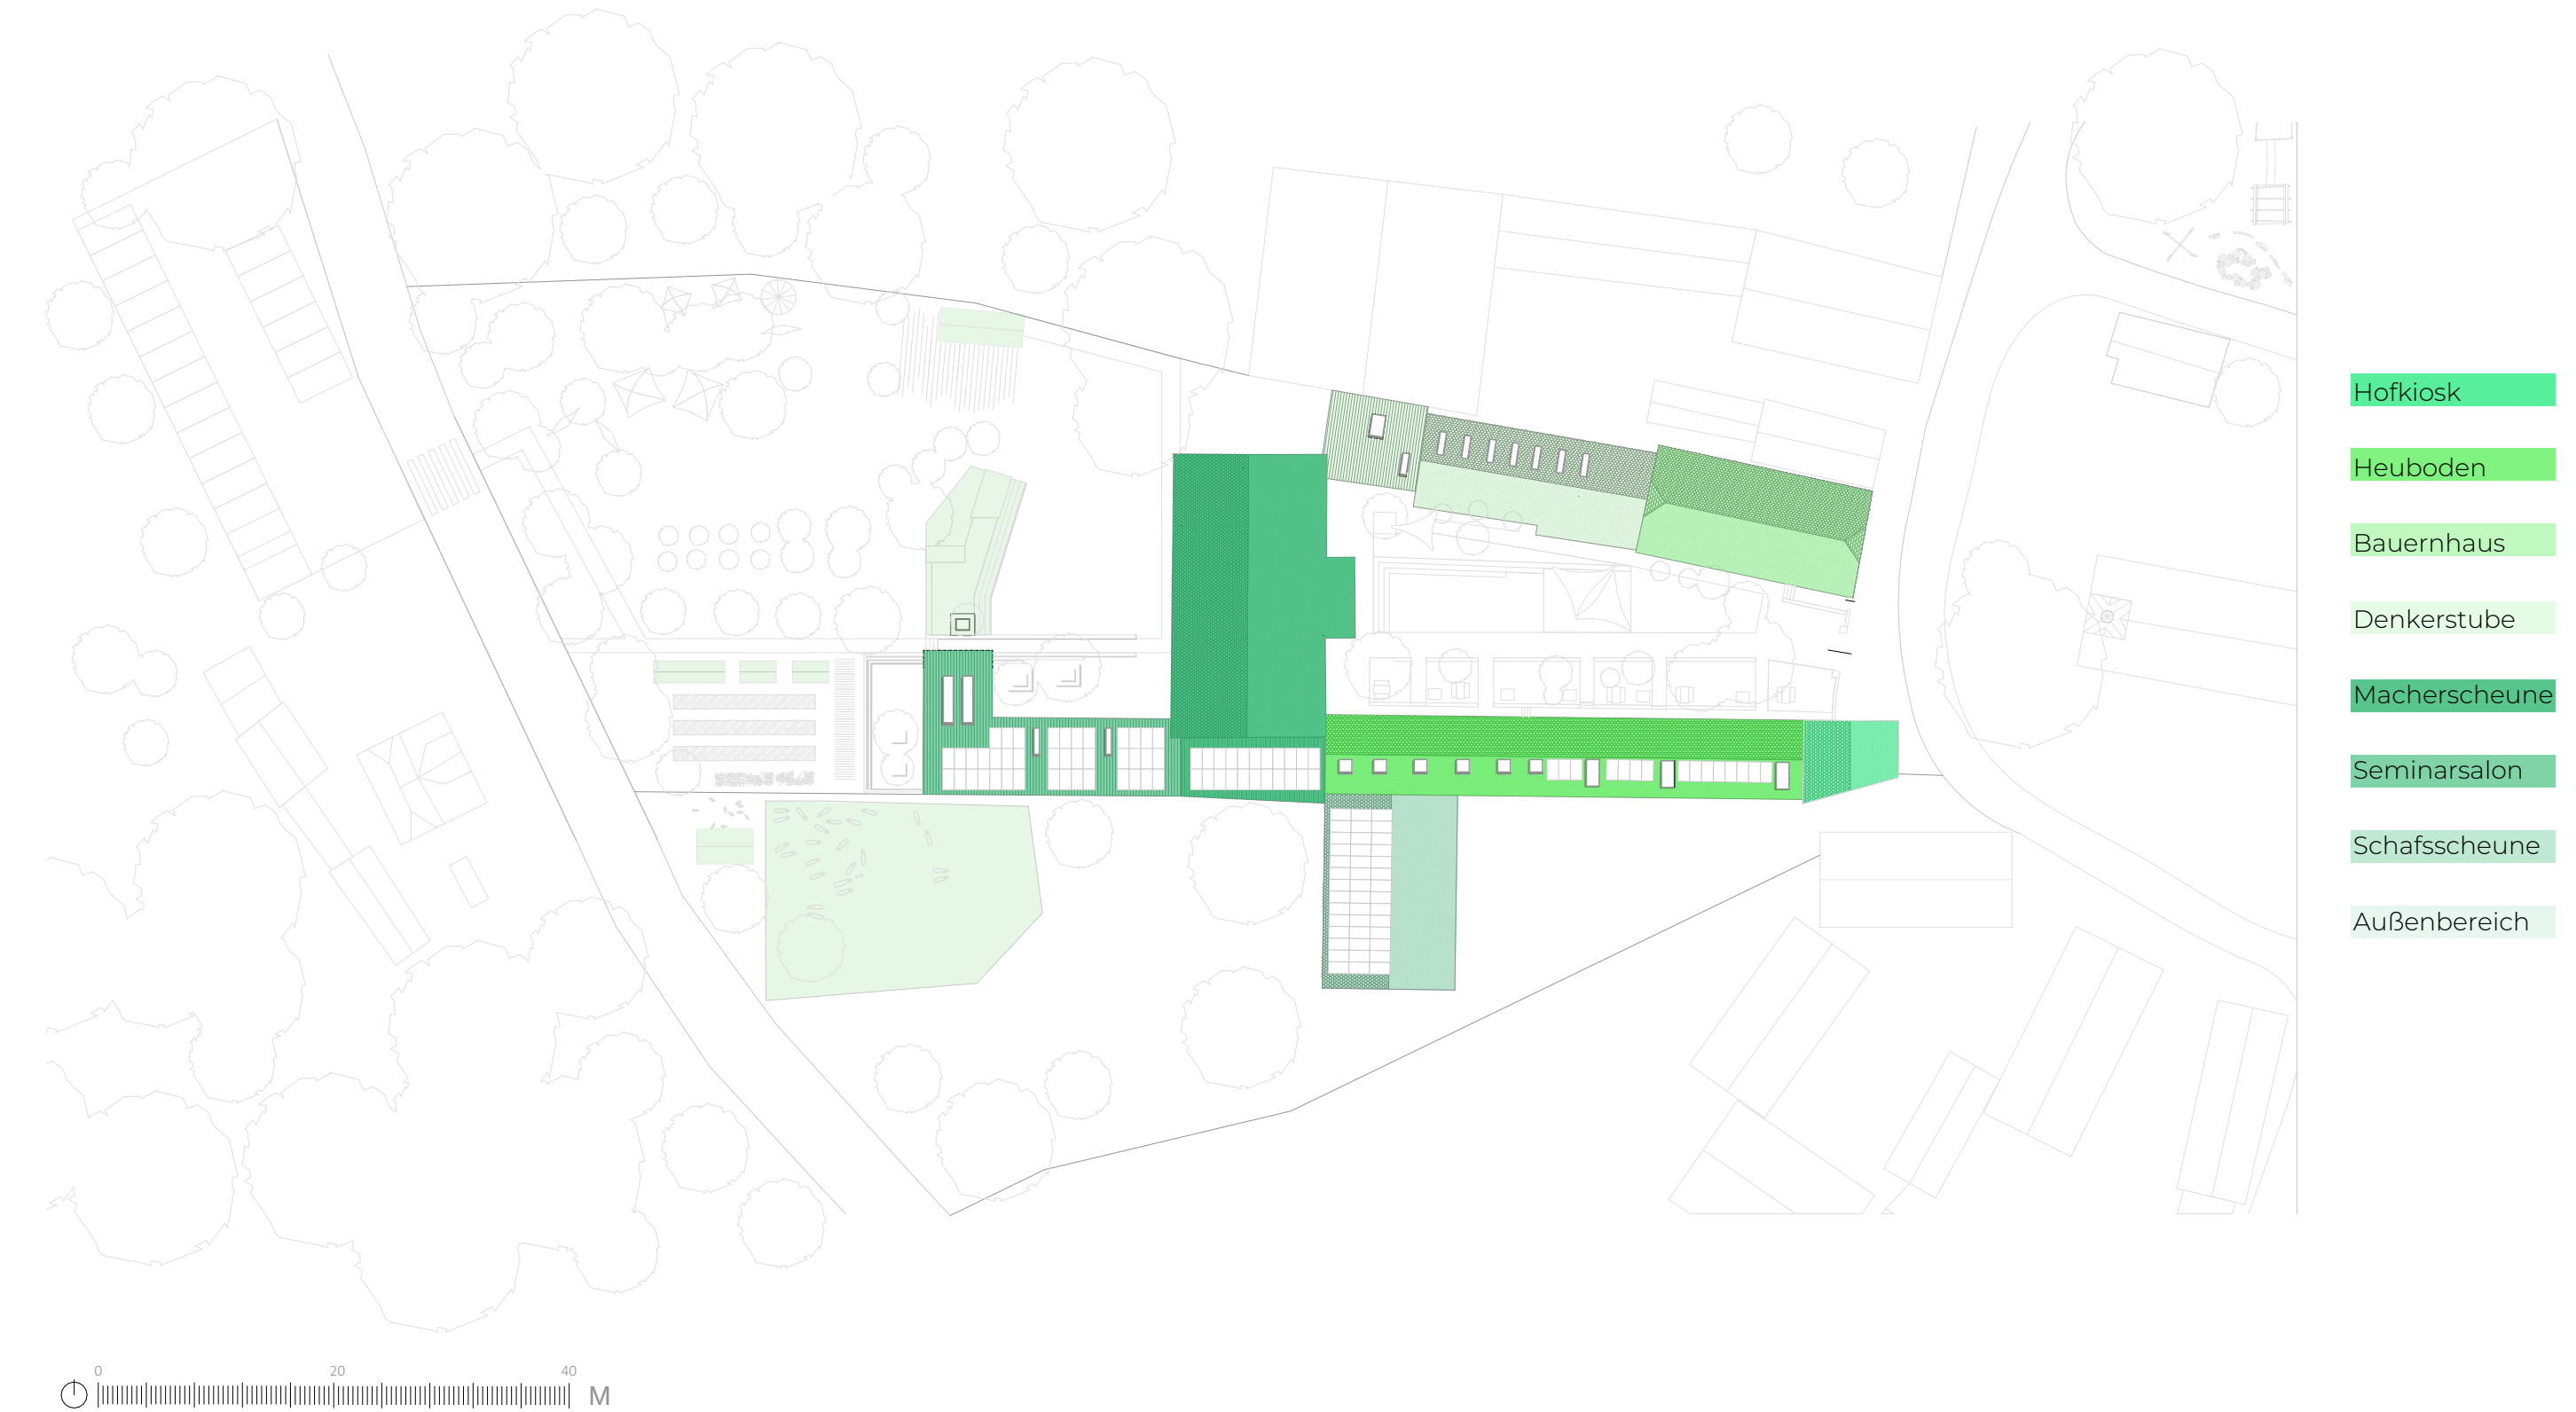 Hofkiosk
Heuboden
Bauernhaus
Denkerstube
Macherscheune
Seminarsalon
Schafsscheune
Außenbereich
0 20 40
M